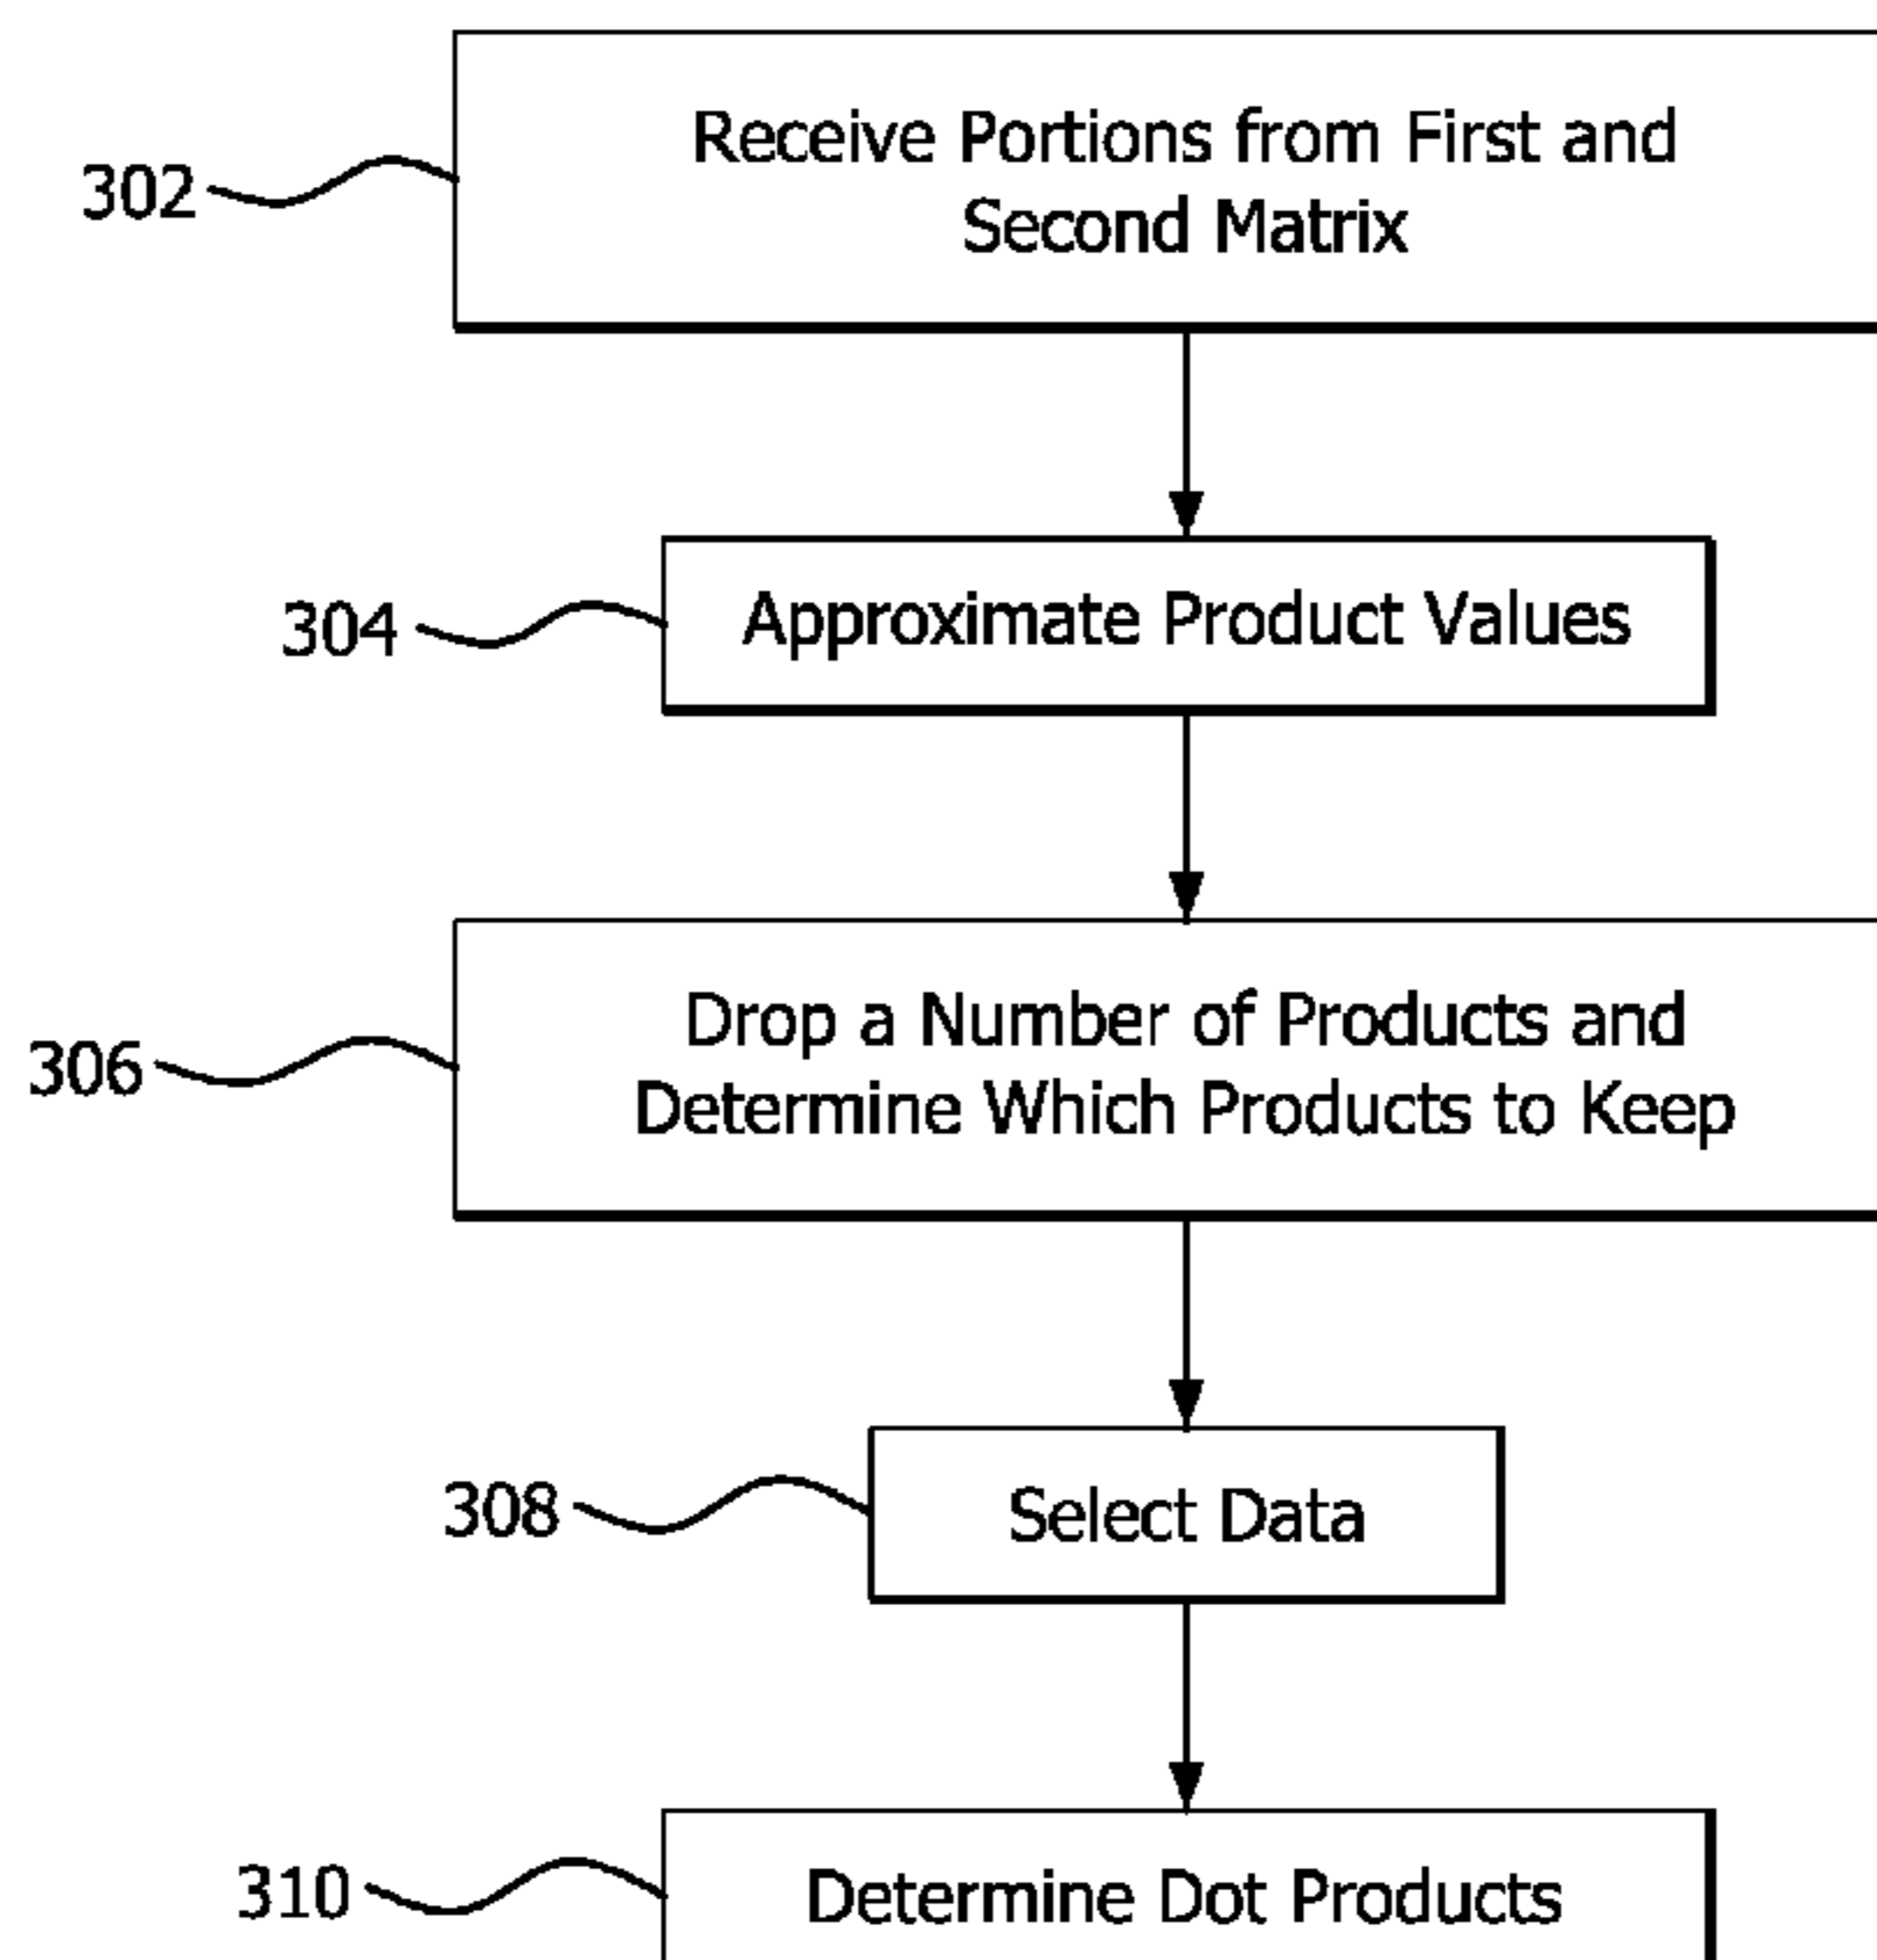 302
Receive Portions from First and
Second Matrix
304
Approximate Product Values
306
Drop a Number of Products and
Determine Which Products to Keep
308
Select Data
310
Determine Dot Products